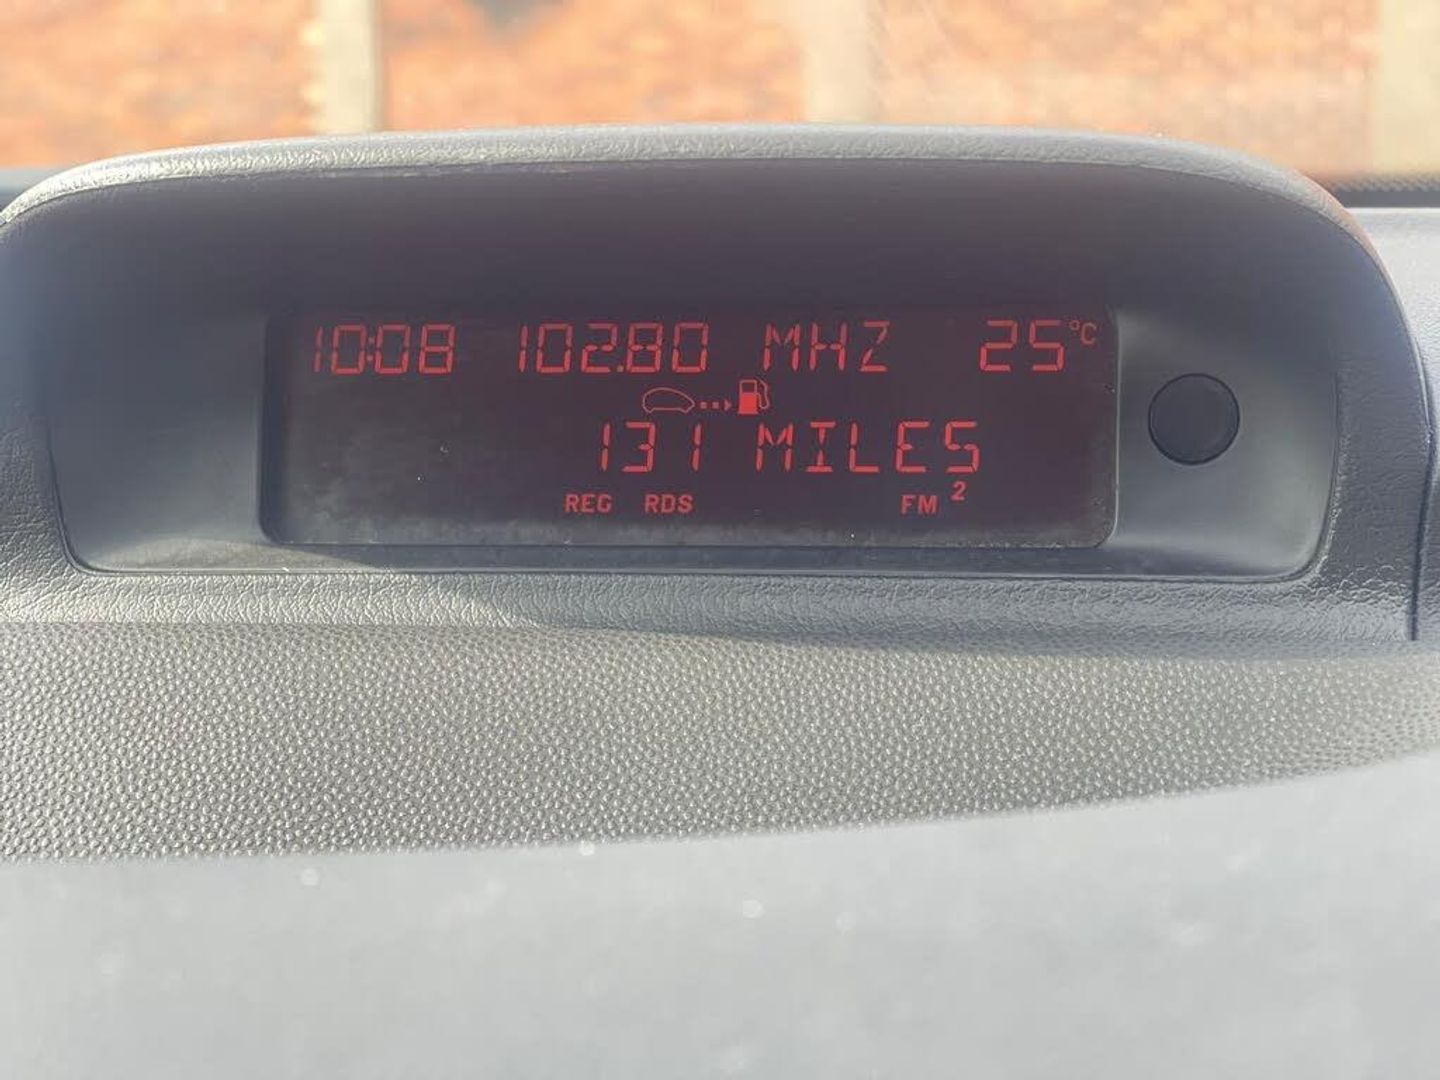 10:08 102.80 MHZ 25°C
131 MILES
REG RDS FM 2